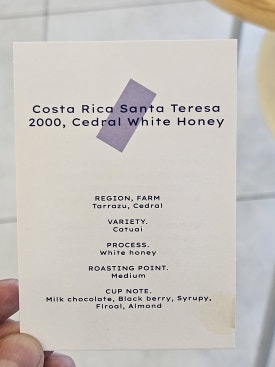 Costa Rica Santa Teresa
2000, Cedral White Honey
REGION, FARM
Tarrazu, Cedral
VARIETY.
Catuai
PROCESS.
White honey
ROASTING POINT.
Medium
CUP NOTE.
Milk chocolate, Black berry, Syrupy,
Flroal, Almond